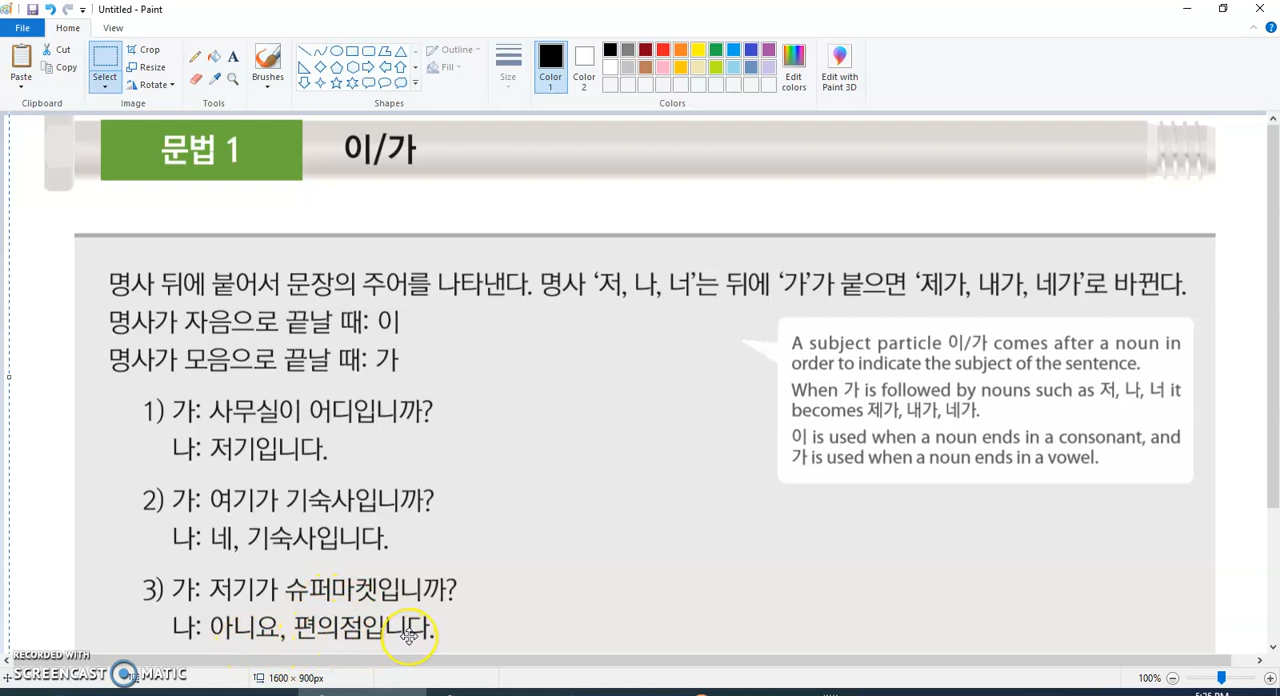 Untitled - Paint
File
Home
View
Paste
Cut
Copy
Clipboard
Select
Crop
Resize
Rotate
Image
Tools
Brushes
Outline
Fill
Shapes
Size
Color 1
Color 2
Edit colors
Colors
Edit with Paint 3D
문법 1
이/가
명사 뒤에 붙어서 문장의 주어를 나타낸다. 명사 ‘저, 나, 너’는 뒤에 ‘가’가 붙으면 ‘제가, 내가, 네가’로 바뀐다.
명사가 자음으로 끝날 때: 이
명사가 모음으로 끝날 때: 가
A subject particle 이/가 comes after a noun in
order to indicate the subject of the sentence.
When 가 is followed by nouns such as 저, 나, 너 it
becomes 제가, 내가, 네가.
이 is used when a noun ends in a consonant, and
가 is used when a noun ends in a vowel.
1) 가: 사무실이 어디입니까?
나: 저기입니다.
2) 가: 여기가 기숙사입니까?
나: 네, 기숙사입니다.
3) 가: 저기가 슈퍼마켓입니까?
나: 아니요, 편의점입니다.
RECORDED WITH
SCREENCAST MATIC
1600 × 900px
100%